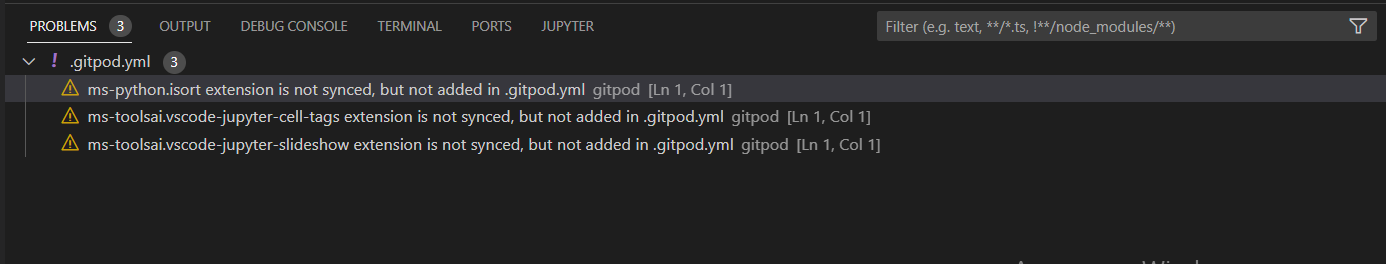 PROBLEMS 3 OUTPUT DEBUG CONSOLE TERMINAL PORTS JUPYTER Filter (e.g. text, **/*.ts, !**/node_modules/**)
! .gitpod.yml 3
ms-python.isort extension is not synced, but not added in .gitpod.yml gitpod [Ln 1, Col 1]
ms-toolsai.vscode-jupyter-cell-tags extension is not synced, but not added in .gitpod.yml gitpod [Ln 1, Col 1]
ms-toolsai.vscode-jupyter-slideshow extension is not synced, but not added in .gitpod.yml gitpod [Ln 1, Col 1]